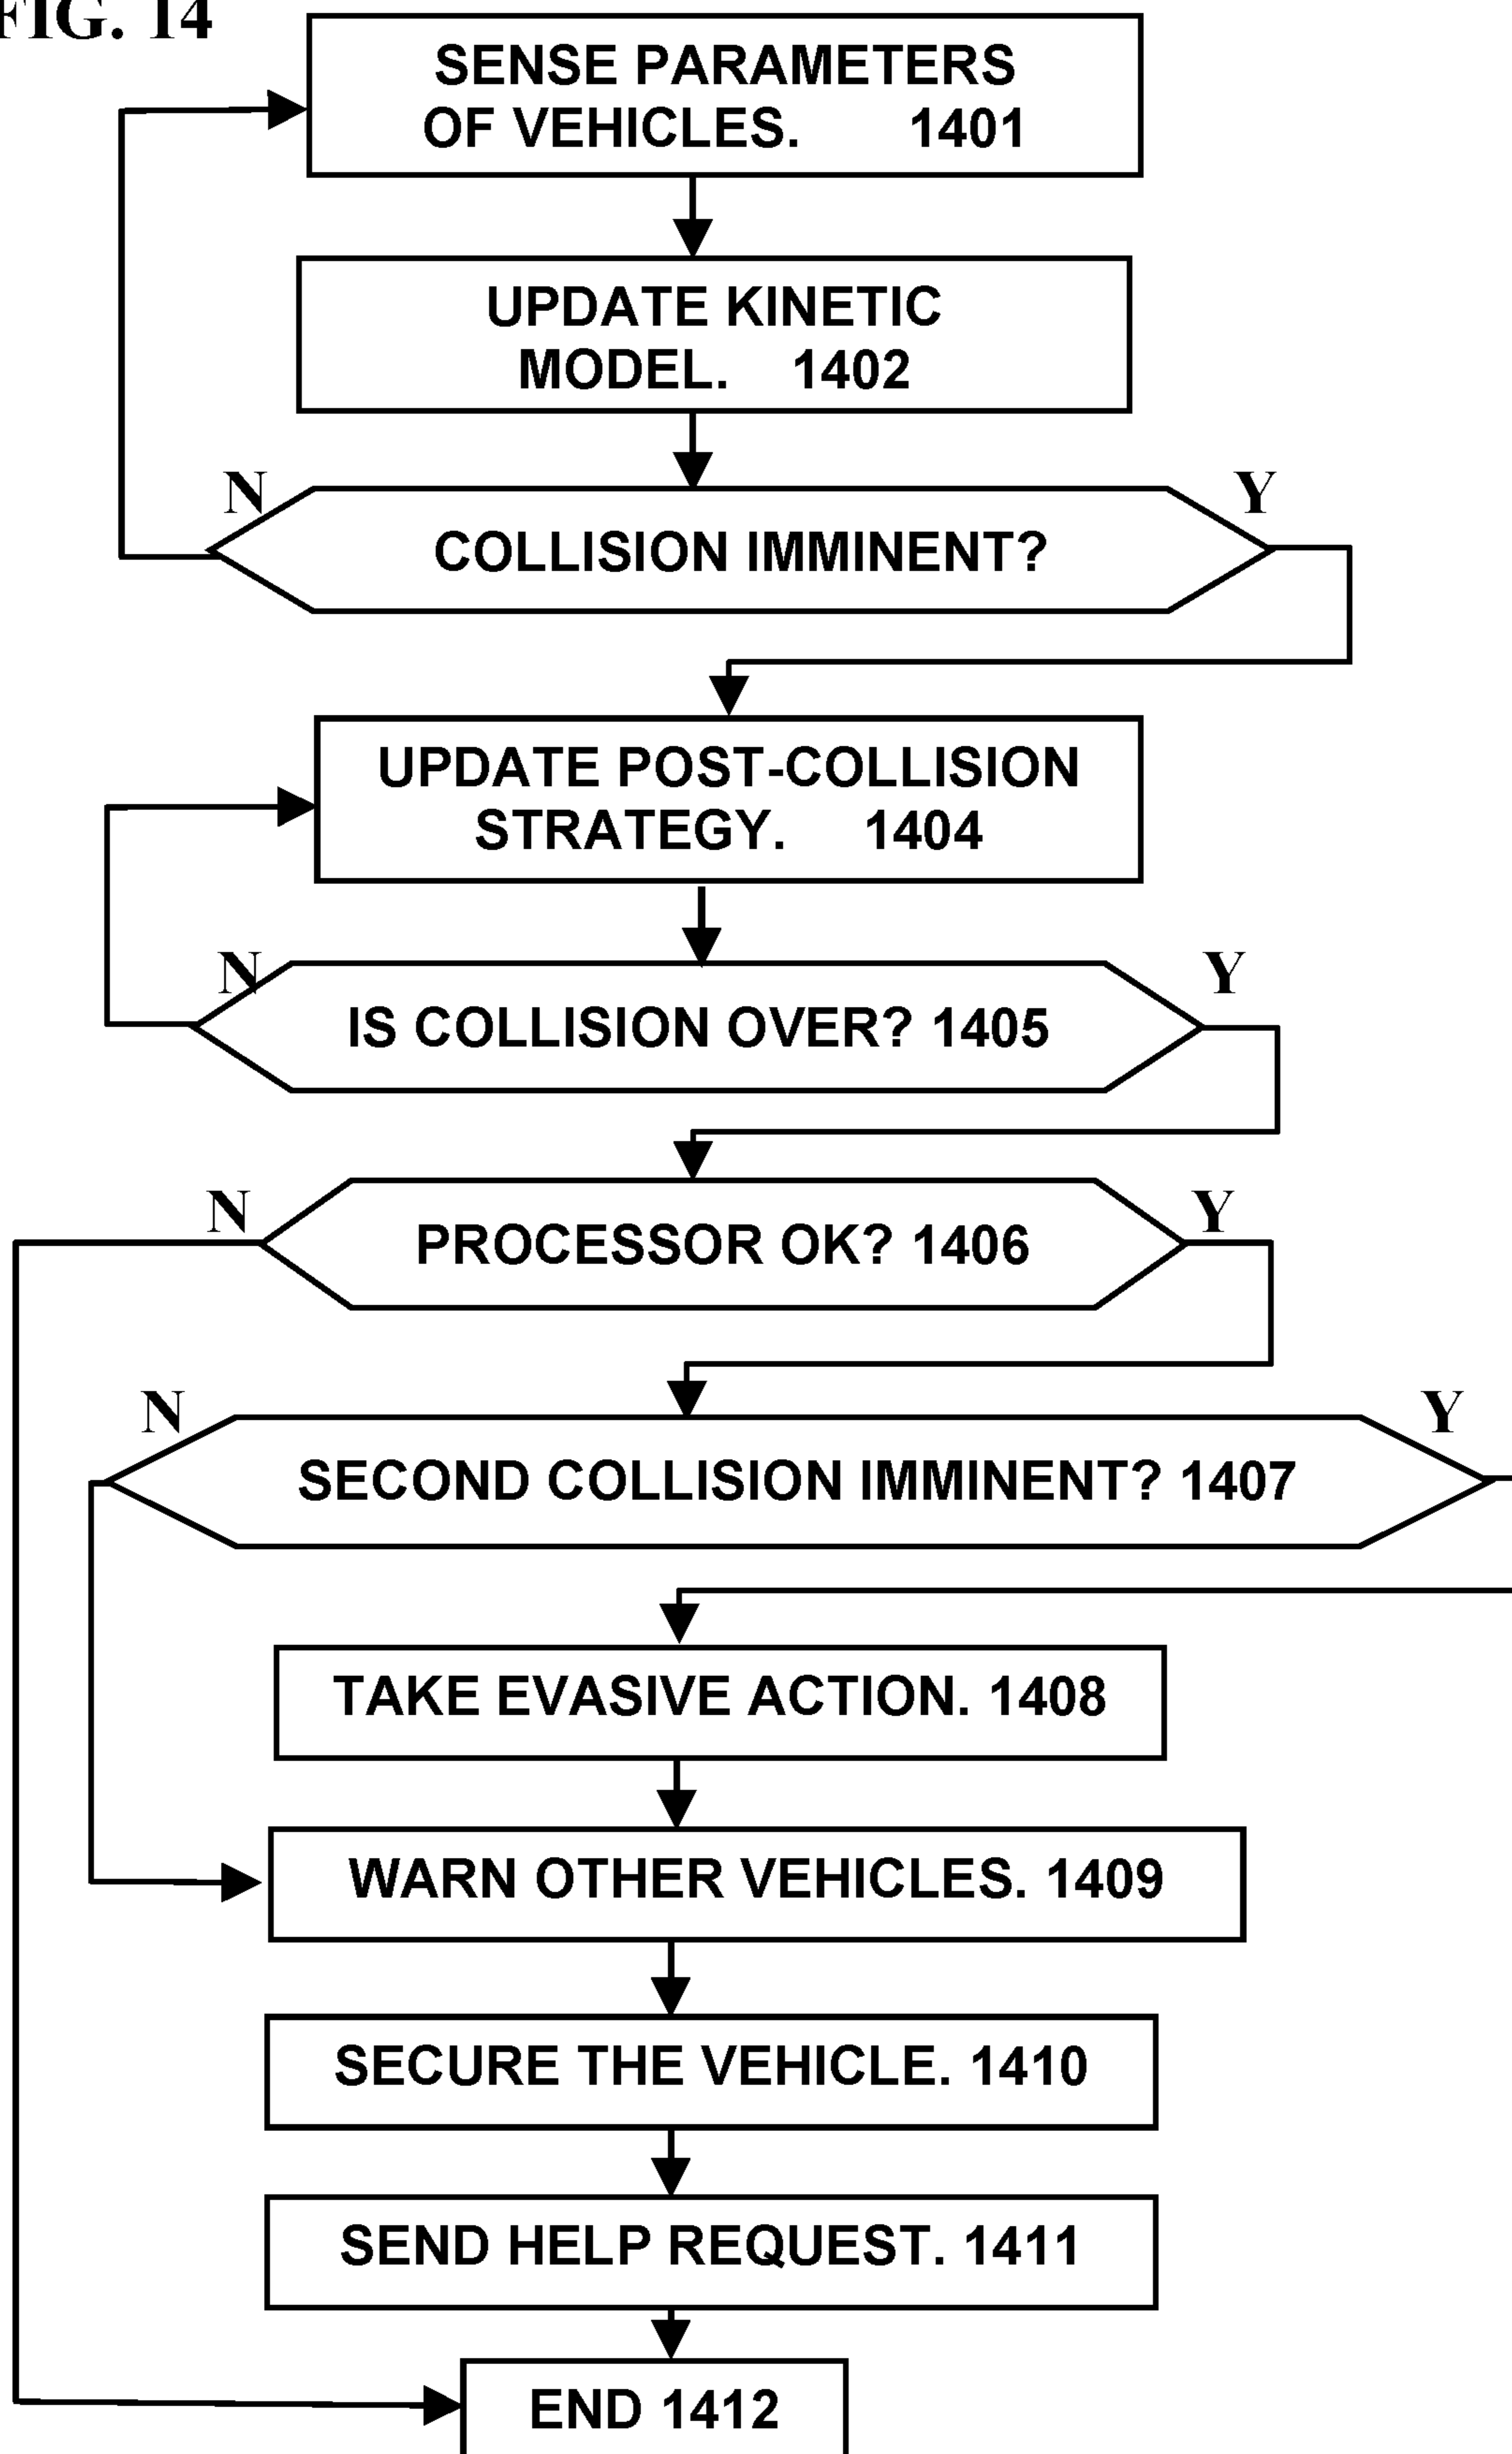 FIG. 14
SENSE PARAMETERS
OF VEHICLES. 1401
UPDATE KINETIC
MODEL. 1402
N
Y
COLLISION IMMINENT?
UPDATE POST-COLLISION
STRATEGY. 1404
N
Y
IS COLLISION OVER? 1405
N
Y
PROCESSOR OK? 1406
N
Y
SECOND COLLISION IMMINENT? 1407
TAKE EVASIVE ACTION. 1408
WARN OTHER VEHICLES. 1409
SECURE THE VEHICLE. 1410
SEND HELP REQUEST. 1411
END 1412